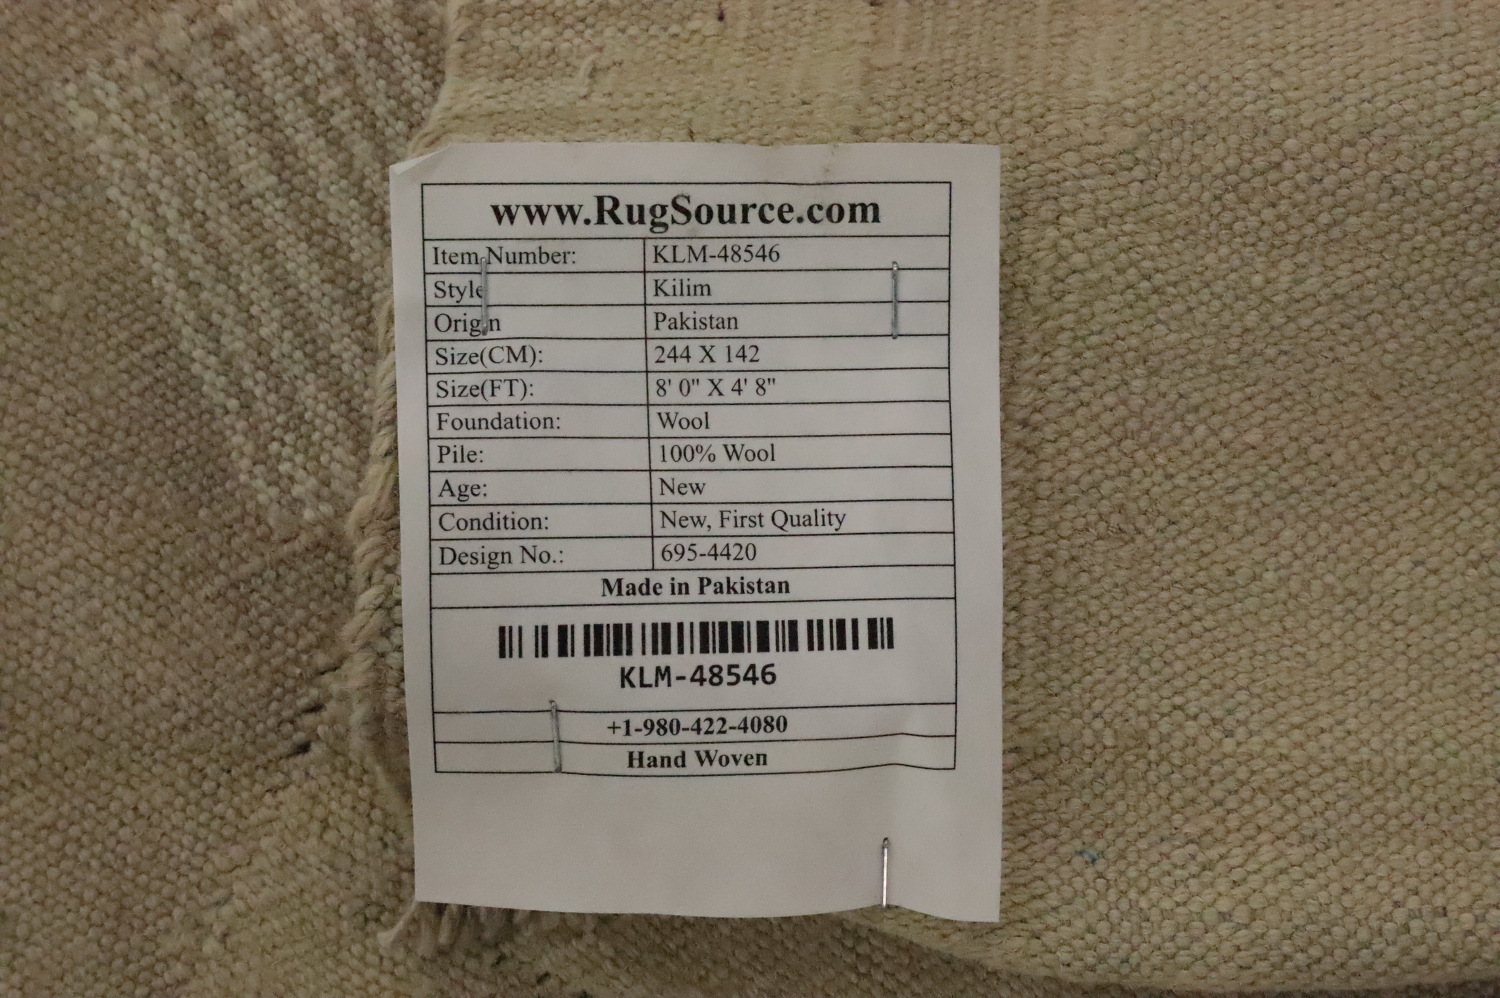 www.RugSource.com
Item Number: KLM-48546
Style Kilim
Origin Pakistan
Size(CM): 244 X 142
Size(FT): 8' 0" X 4' 8"
Foundation: Wool
Pile: 100% Wool
Age: New
Condition: New, First Quality
Design No.: 695-4420
Made in Pakistan
KLM-48546
+1-980-422-4080
Hand Woven